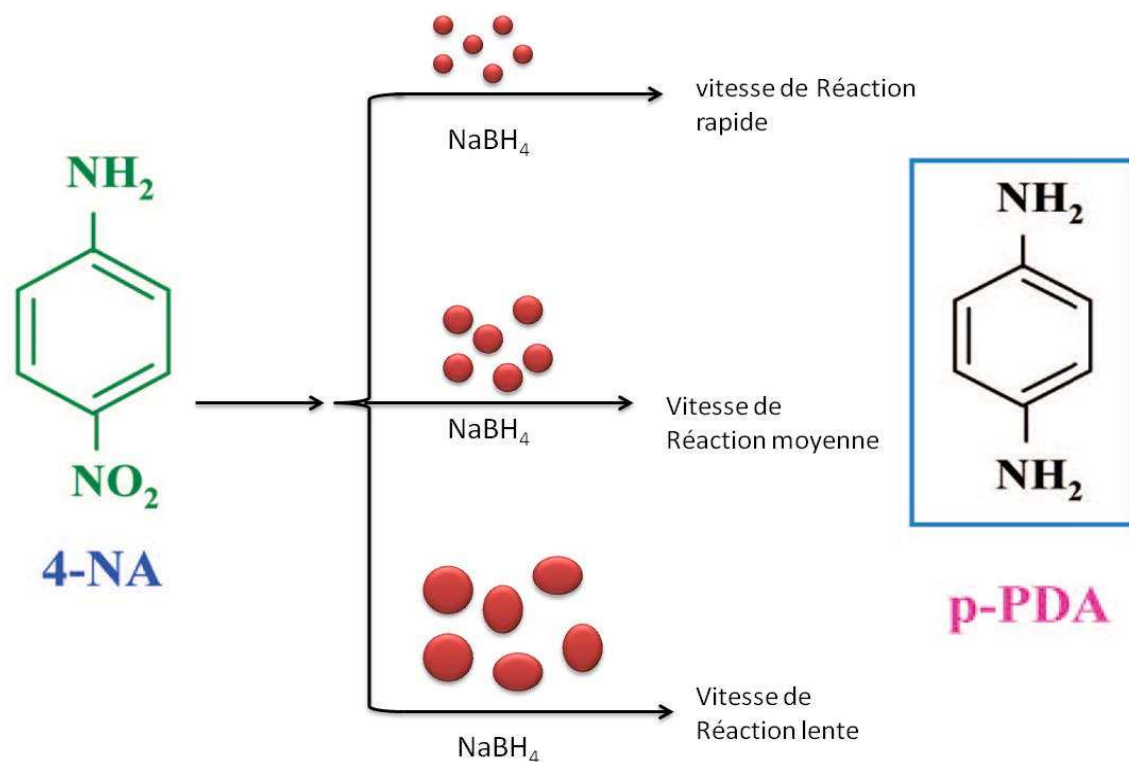 NH₂
NO₂
4-NA
NaBH₄
vitesse de Réaction
rapide
NaBH₄
Vitesse de
Réaction moyenne
NaBH₄
Vitesse de
Réaction lente
NH₂
NH₂
p-PDA